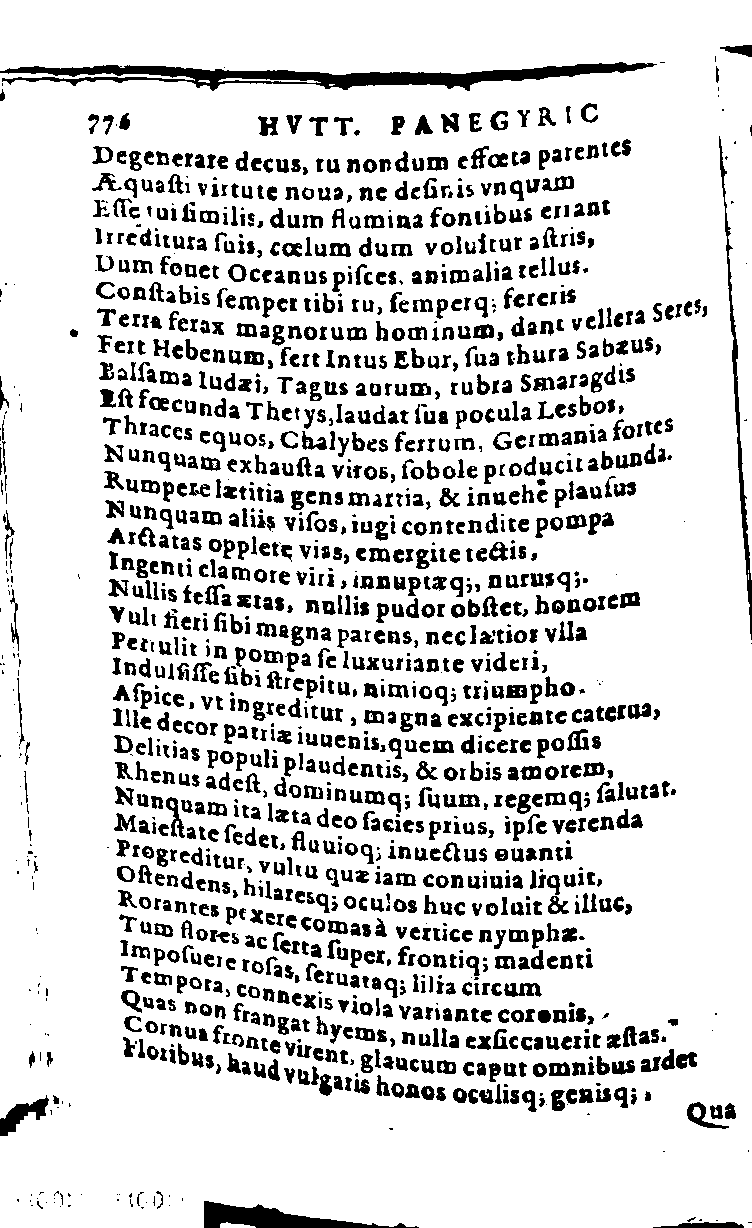 776 HVTT. PANEGYRIC
Degenerare decus, tu nondum effœta parentes
Æquaſti virtute noua, ne deſinis vnquam
Eſſe tui ſimilis, dum flumina fontibus errant
Irreditura ſuis, cœlum dum voluitur aſtris,
Dum fouet Oceanus piſces, animalia tellus.
Conſtabis ſemper tibi tu, ſemperq; fereris
Terra ferax magnorum hominum, dant vellera Seres,
Fert Hebenum, fert Intus Ebur, ſua thura Sabæus,
Balſama Iudæi, Tagus aurum, rubra Smaragdis
Eſt fœcunda Thetys, laudat ſua pocula Lesbos,
Thraces equos, Chalybes ferrum, Germania fortes
Nunquam exhauſta viros, ſobole producit abunda.
Rumpere lætitia gens martia, & inuehe plauſus
Nunquam aliis viſos, iugi contendite pompa
Arctatas opplete vias, emergite tectis,
Ingenti clamore viri, innuptæq;, nurusq;.
Nullis feſſa ætas, nullis pudor obſtet, honorem
Vult fieri ſibi magna parens, nec lætior vlla
Pertulit in pompa ſe luxuriante videri,
Indulſiſſe ſibi ſtrepitu, nimioq; triumpho.
Aſpice, vt ingreditur, magna excipiente caterua,
Ille decor patriæ iuuenis, quem dicere poſſis
Delitias populi plaudentis, & orbis amorem,
Rhenus adeſt, dominumq; ſuum, regemq; ſalutat.
Nunquam ita læta deo facies prius, ipſe verenda
Maieſtate ſedet, fluuioq; inuectus ouanti
Progreditur, vultu quæ iam conuiuia liquit,
Oſtendens, hilaresq; oculos huc voluit & illuc,
Rorantes pexere comas à vertice nymphæ.
Tum flores ac ſerta ſuper, frontiq; madenti
Impoſuere roſas, ſeruataq; lilia circum
Tempora, connexis viola variante coronis,
Quas non frangat hyems, nulla exſiccauerit æſtas.
Cornua fronte virent, glaucum caput omnibus ardet
Floribus, haud vulgaris honos oculisq; genisq;,
Qua